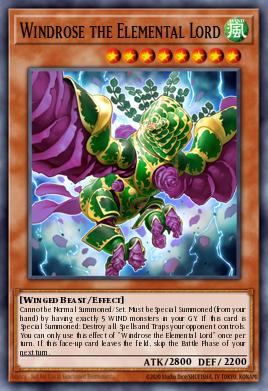 Windrose the Elemental Lord
WIND
風
[Winged Beast/Effect]
Cannot be Normal Summoned/Set. Must be Special Summoned (from your
hand) by having exactly 5 WIND monsters in your GY. If this card is
Special Summoned: Destroy all Spells and Traps your opponent controls.
You can only use this effect of "Windrose the Elemental Lord" once per
turn. If this face-up card leaves the field, skip the Battle Phase of your
next turn.
ATK/2800 DEF/2200